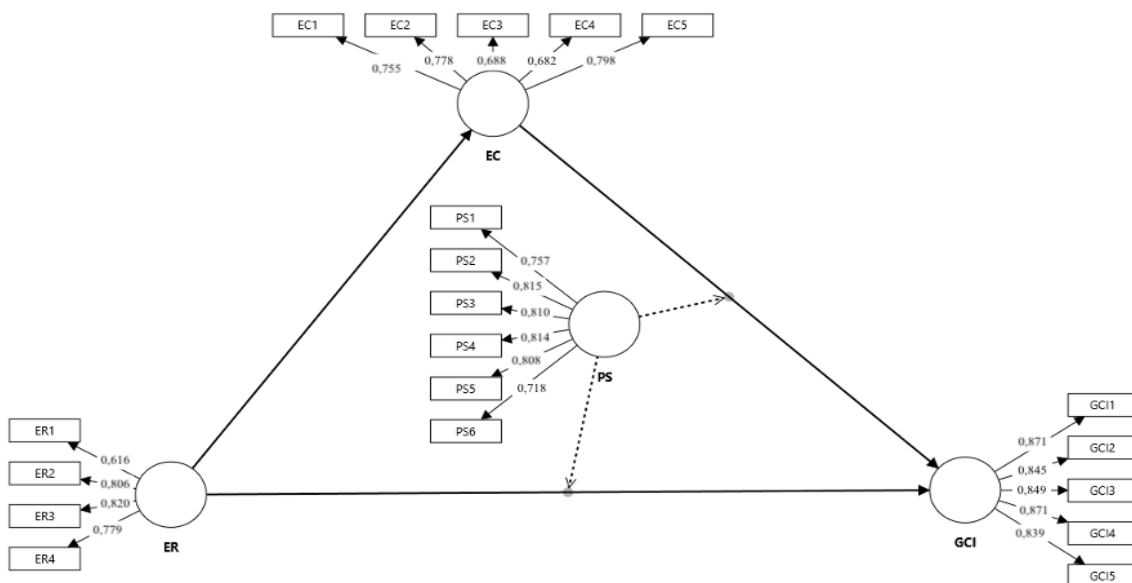 EC1 EC2 EC3 EC4 EC5
0,755 0,778 0,688 0,682 0,798
EC
PS1
PS2
PS3
PS4
PS5
PS6
0,757
0,815
0,810
0,814
0,808
0,718
PS
ER1
ER2
ER3
ER4
0,616
0,806
0,820
0,779
ER
GCI1
GCI2
GCI3
GCI4
GCI5
0,871
0,845
0,849
0,871
0,839
GCI